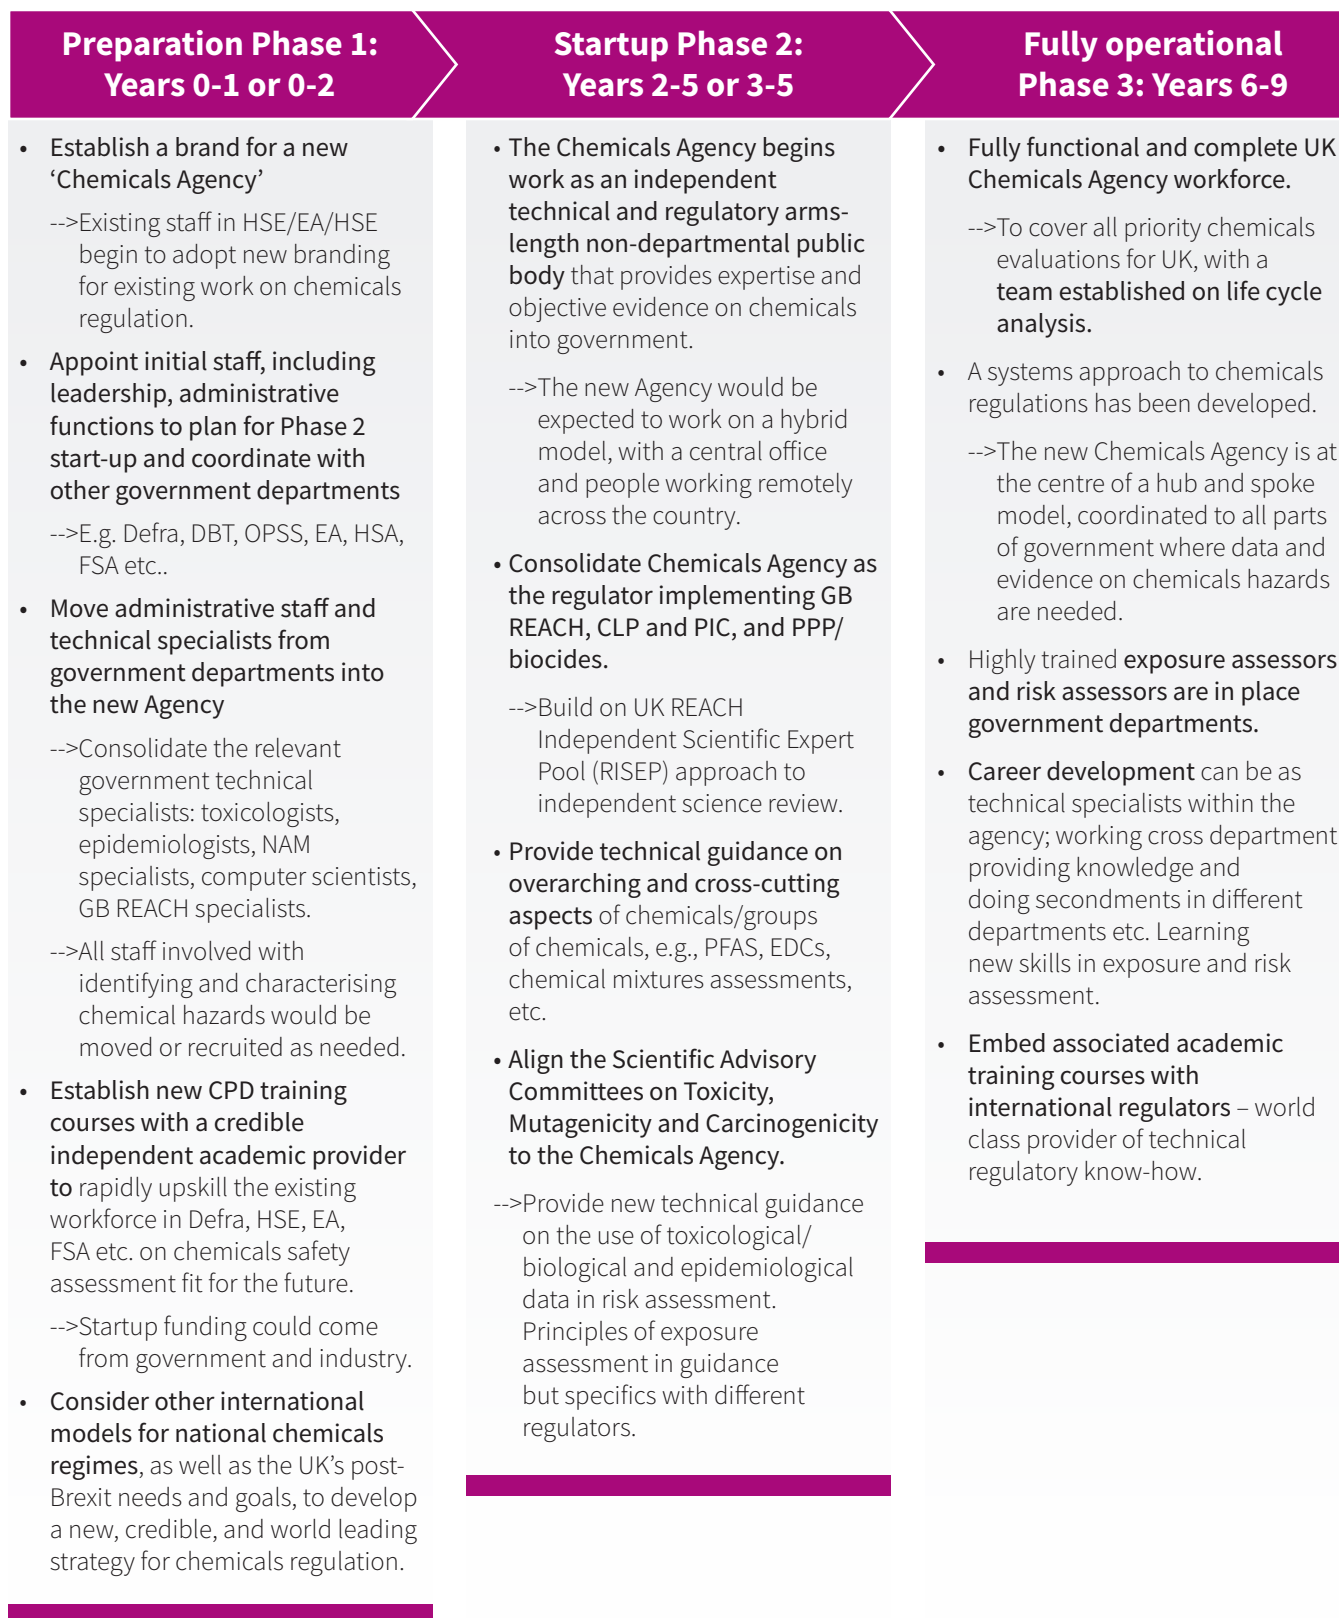 Preparation Phase 1:
Years 0-1 or 0-2
• Establish a brand for a new
‘Chemicals Agency’
-->Existing staff in HSE/EA/HSE
begin to adopt new branding
for existing work on chemicals
regulation.
• Appoint initial staff, including
leadership, administrative
functions to plan for Phase 2
start-up and coordinate with
other government departments
-->E.g. Defra, DBT, OPSS, EA, HSA,
FSA etc..
• Move administrative staff and
technical specialists from
government departments into
the new Agency
-->Consolidate the relevant
government technical
specialists: toxicologists,
epidemiologists, NAM
specialists, computer scientists,
GB REACH specialists.
-->All staff involved with
identifying and characterising
chemical hazards would be
moved or recruited as needed.
• Establish new CPD training
courses with a credible
independent academic provider
to rapidly upskill the existing
workforce in Defra, HSE, EA,
FSA etc. on chemicals safety
assessment fit for the future.
-->Startup funding could come
from government and industry.
• Consider other international
models for national chemicals
regimes, as well as the UK’s post-
Brexit needs and goals, to develop
a new, credible, and world leading
strategy for chemicals regulation.
Startup Phase 2:
Years 2-5 or 3-5
• The Chemicals Agency begins
work as an independent
technical and regulatory arms-
length non-departmental public
body that provides expertise and
objective evidence on chemicals
into government.
-->The new Agency would be
expected to work on a hybrid
model, with a central office
and people working remotely
across the country.
• Consolidate Chemicals Agency as
the regulator implementing GB
REACH, CLP and PIC, and PPP/
biocides.
-->Build on UK REACH
Independent Scientific Expert
Pool (RISEP) approach to
independent science review.
• Provide technical guidance on
overarching and cross-cutting
aspects of chemicals/groups
of chemicals, e.g., PFAS, EDCs,
chemical mixtures assessments,
etc.
• Align the Scientific Advisory
Committees on Toxicity,
Mutagenicity and Carcinogenicity
to the Chemicals Agency.
-->Provide new technical guidance
on the use of toxicological/
biological and epidemiological
data in risk assessment.
Principles of exposure
assessment in guidance
but specifics with different
regulators.
Fully operational
Phase 3: Years 6-9
• Fully functional and complete UK
Chemicals Agency workforce.
-->To cover all priority chemicals
evaluations for UK, with a
team established on life cycle
analysis.
• A systems approach to chemicals
regulations has been developed.
-->The new Chemicals Agency is at
the centre of a hub and spoke
model, coordinated to all parts
of government where data and
evidence on chemicals hazards
are needed.
• Highly trained exposure assessors
and risk assessors are in place
government departments.
• Career development can be as
technical specialists within the
agency; working cross department
providing knowledge and
doing secondments in different
departments etc. Learning
new skills in exposure and risk
assessment.
• Embed associated academic
training courses with
international regulators – world
class provider of technical
regulatory know-how.